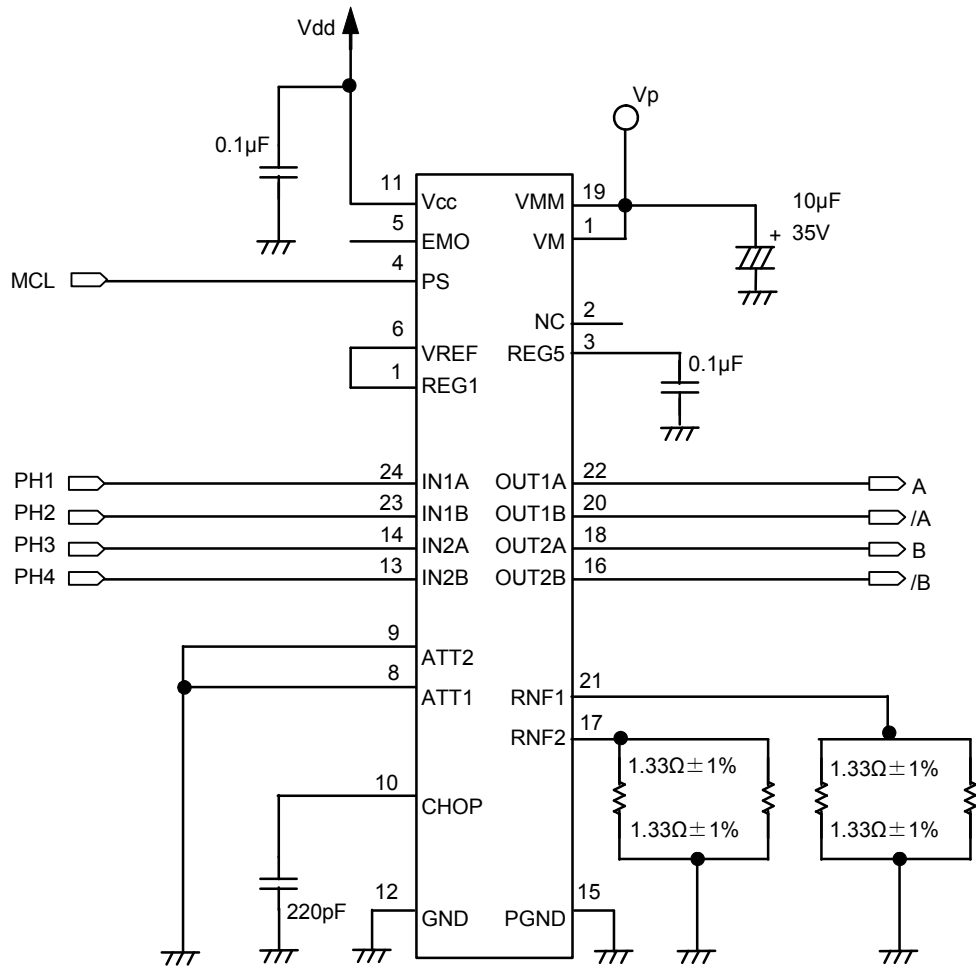 Vdd
Vp
0.1µF
11
Vcc
VMM
19
10µF
5
EMO
VM
1
+ 35V
MCL
4
PS
NC
2
6
VREF
REG5
3
0.1µF
1
REG1
PH1
24
IN1A
OUT1A
22
A
PH2
23
IN1B
OUT1B
20
/A
PH3
14
IN2A
OUT2A
18
B
PH4
13
IN2B
OUT2B
16
/B
9
ATT2
8
ATT1
RNF1
21
RNF2
17
1.33Ω±1%
1.33Ω±1%
10
CHOP
1.33Ω±1%
1.33Ω±1%
220pF
12
GND
PGND
15